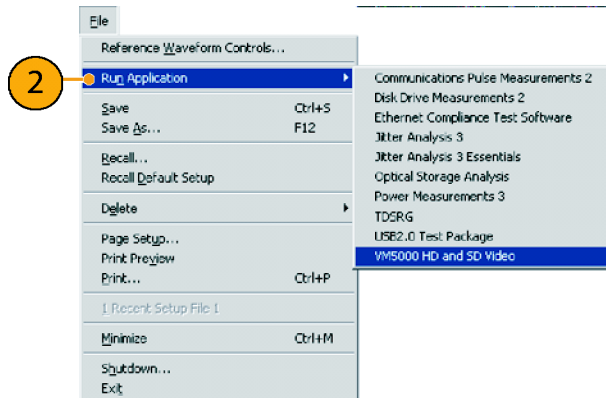 File
Reference Waveform Controls...
2
Run Application
Save Ctrl+S
Save As... F12
Recall...
Recall Default Setup
Delete
Page Setup...
Print Preview
Print... Ctrl+P
1 Recent Setup File 1
Minimize Ctrl+M
Shutdown...
Exit
Communications Pulse Measurements 2
Disk Drive Measurements 2
Ethernet Compliance Test Software
Jitter Analysis 3
Jitter Analysis 3 Essentials
Optical Storage Analysis
Power Measurements 3
TDSRG
USB2.0 Test Package
VM5000 HD and SD Video